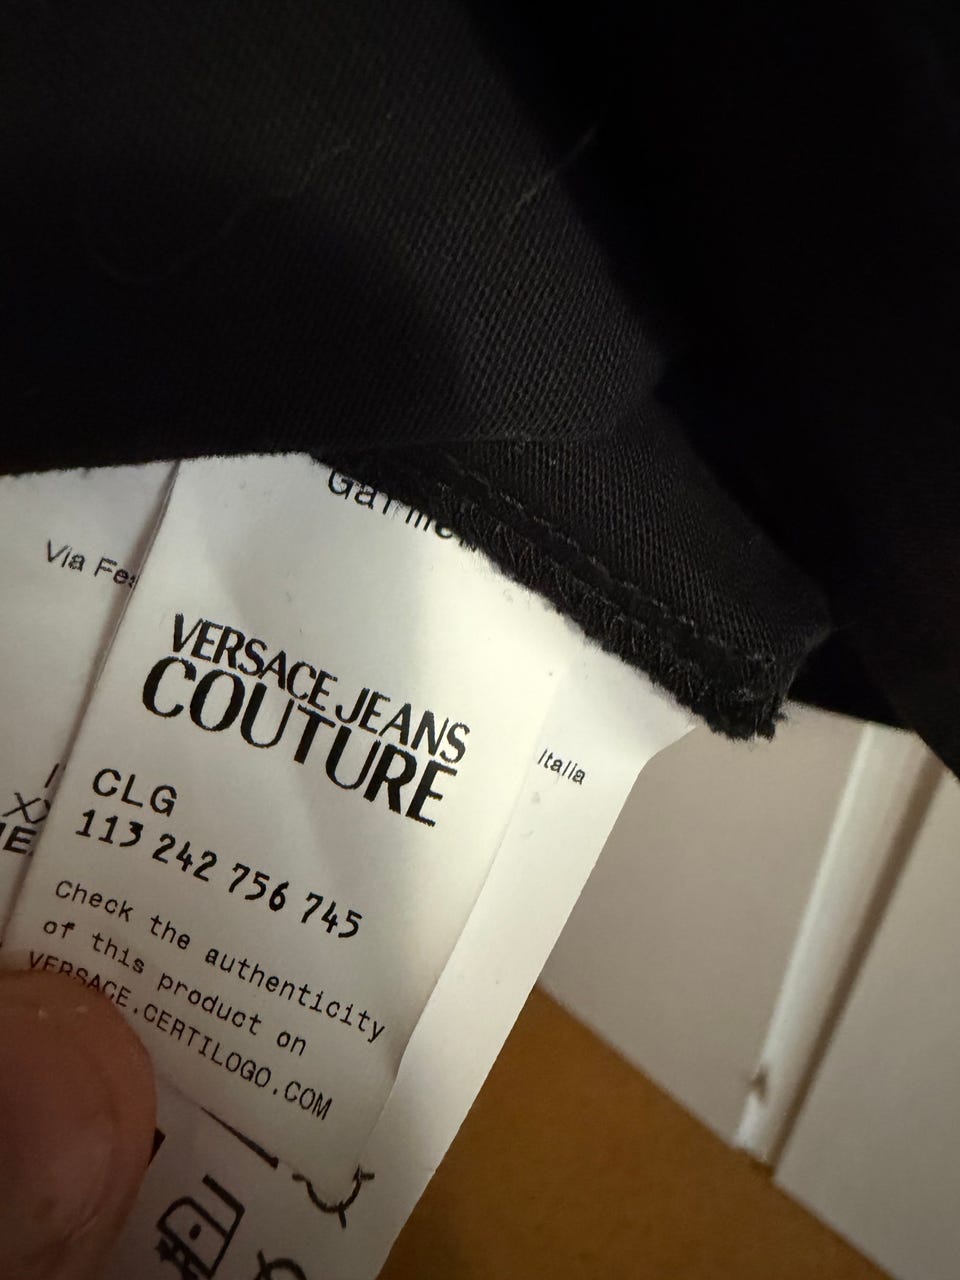 Via
VERSACE JEANS
COUTURE
Italia
CLG
113 242 756 745
Check the authenticity
of this product on
VERSACE.CERTILOGO.COM